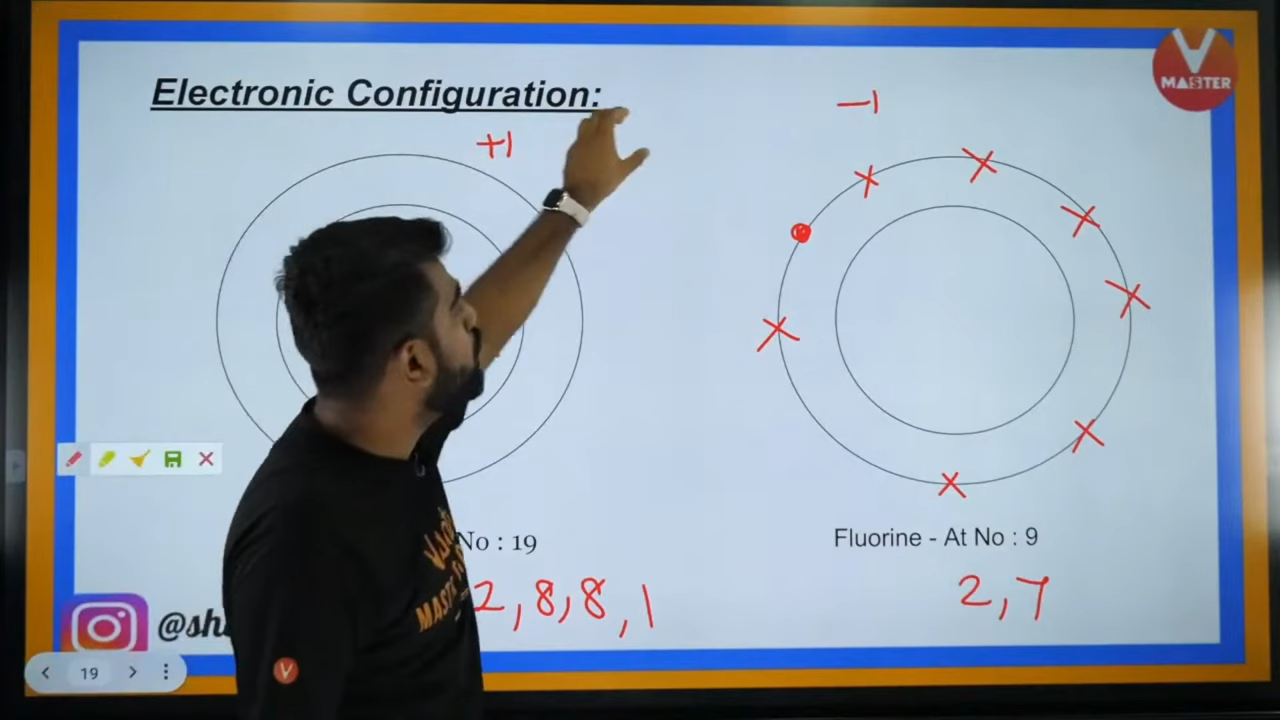 Electronic Configuration:
+1
-1
V
MASTER
No : 19
Fluorine - At No : 9
2,8,8,1
2,7
@sh
19
MAST
V